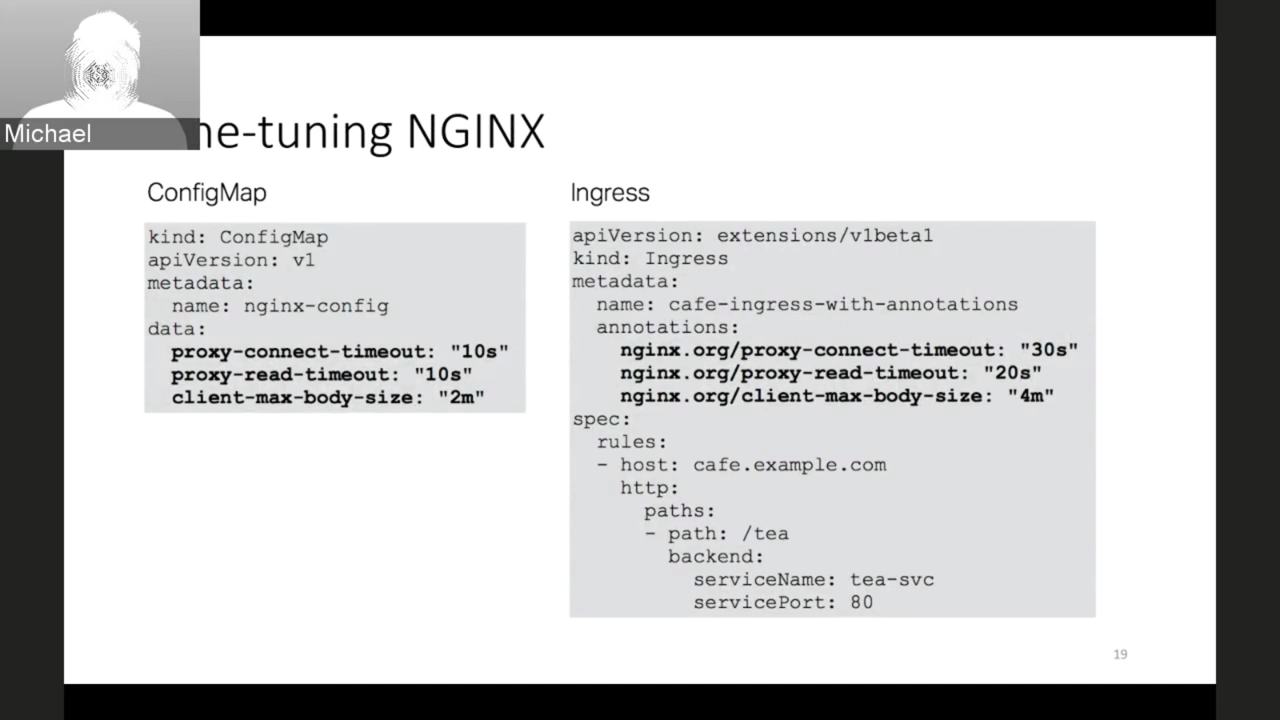 Michael
ne-tuning NGINX
ConfigMap
kind: ConfigMap
apiVersion: v1
metadata:
  name: nginx-config
data:
  proxy-connect-timeout: "10s"
  proxy-read-timeout: "10s"
  client-max-body-size: "2m"
Ingress
apiVersion: extensions/v1beta1
kind: Ingress
metadata:
  name: cafe-ingress-with-annotations
  annotations:
    nginx.org/proxy-connect-timeout: "30s"
    nginx.org/proxy-read-timeout: "20s"
    nginx.org/client-max-body-size: "4m"
spec:
  rules:
  - host: cafe.example.com
    http:
      paths:
      - path: /tea
        backend:
          serviceName: tea-svc
          servicePort: 80
19